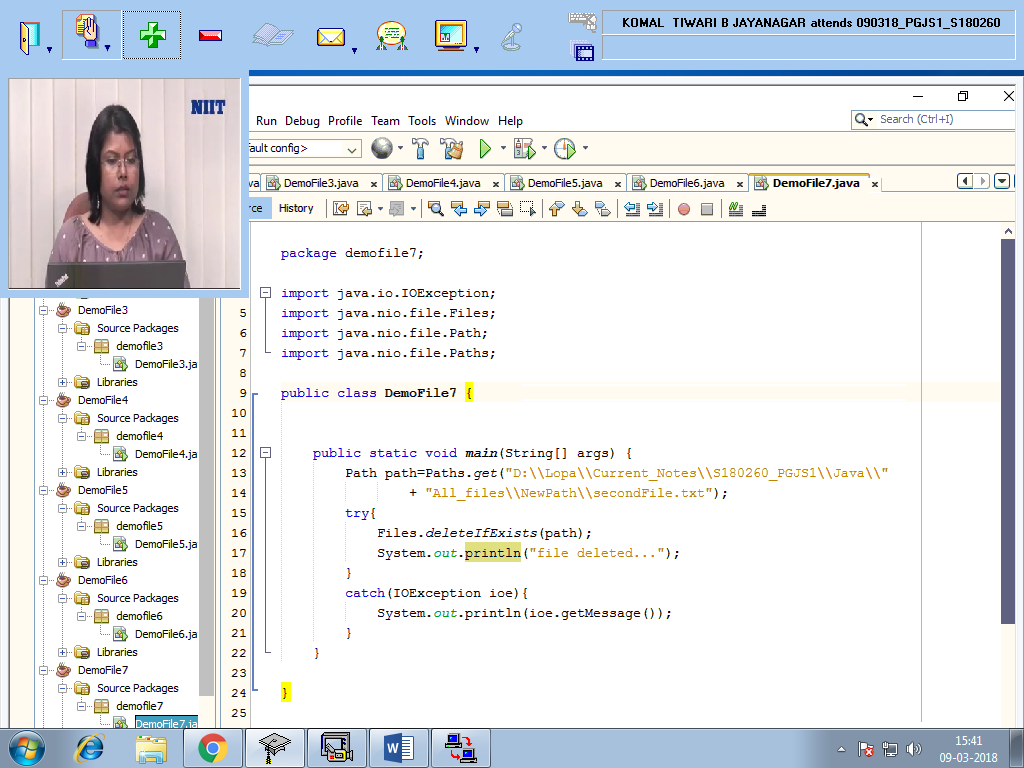 KOMAL TIWARI B JAYANAGAR attends 090318_PGJS1_S180260
NIIT
Run Debug Profile Team Tools Window Help
Search (Ctrl+I)
ault config>
va DemoFile3.java DemoFile4.java DemoFile5.java DemoFile6.java DemoFile7.java
rce History
package demofile7;
import java.io.IOException;
5 import java.nio.file.Files;
6 import java.nio.file.Path;
7 import java.nio.file.Paths;
8
9 public class DemoFile7 {
10
11
12 public static void main(String[] args) {
13 Path path=Paths.get("D:\\Lopa\\Current_Notes\\S180260_PGJS1\\Java\\"
14 + "All_files\\NewPath\\secondFile.txt");
15 try{
16 Files.deleteIfExists(path);
17 System.out.println("file deleted...");
18 }
19 catch(IOException ioe){
20 System.out.println(ioe.getMessage());
21 }
22 }
23
24 }
25
DemoFile3
Source Packages
demofile3
DemoFile3.ja
Libraries
DemoFile4
Source Packages
demofile4
DemoFile4.ja
Libraries
DemoFile5
Source Packages
demofile5
DemoFile5.ja
Libraries
DemoFile6
Source Packages
demofile6
DemoFile6.ja
Libraries
DemoFile7
Source Packages
demofile7
DemoFile7.ja
15:41
09-03-2018